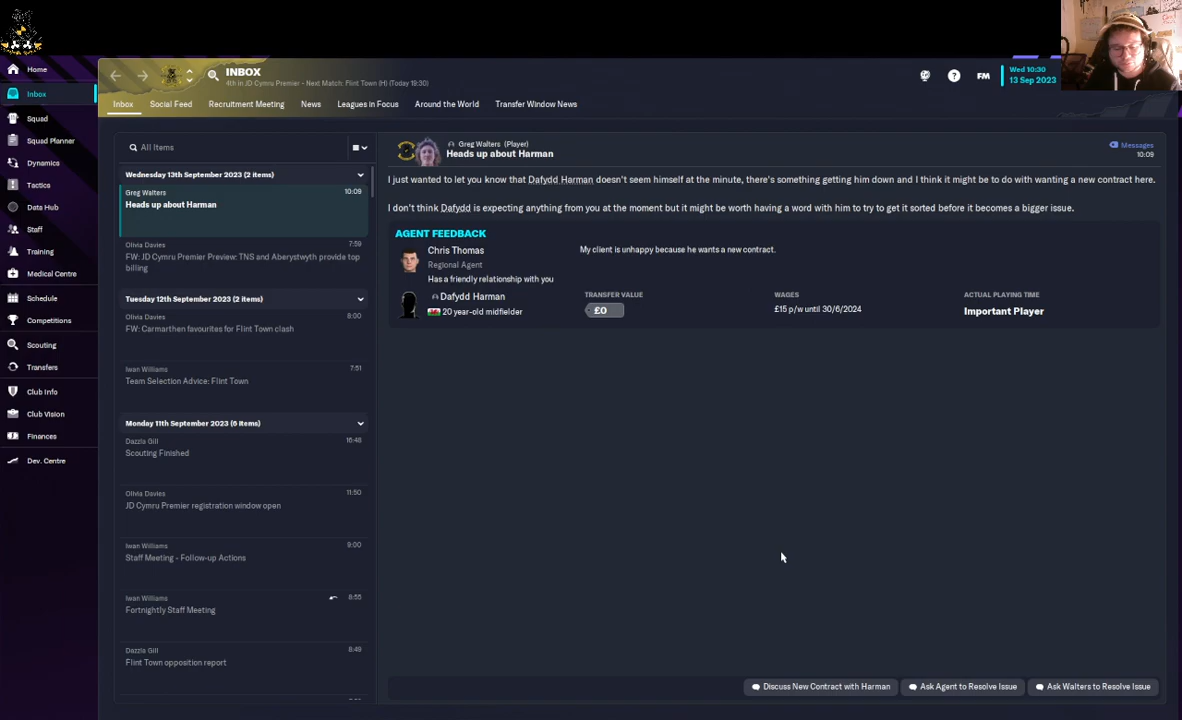 Home
Inbox
Squad
Squad Planner
Dynamics
Tactics
Data Hub
Staff
Training
Medical Centre
Schedule
Competitions
Scouting
Transfers
Club Info
Club Vision
Finances
Dev. Centre
INBOX
4th in JD Cymru Premier - Next Match: Flint Town (H) (Today 19:30)
FM
Wed 10:30
13 Sep 2023
Inbox
Social Feed
Recruitment Meeting
News
Leagues in Focus
Around the World
Transfer Window News
All Items
Wednesday 13th September 2023 (2 items)
Greg Walters 10:09
Heads up about Harman
Olivia Davies 7:59
FW: JD Cymru Premier Preview: TNS and Aberystwyth provide top
billing
Tuesday 12th September 2023 (2 items)
Olivia Davies 8:00
FW: Carmarthen favourites for Flint Town clash
Iwan Williams 7:51
Team Selection Advice: Flint Town
Monday 11th September 2023 (6 items)
Dazzla Gill 16:48
Scouting Finished
Olivia Davies 11:50
JD Cymru Premier registration window open
Iwan Williams 9:00
Staff Meeting - Follow-up Actions
Iwan Williams 8:55
Fortnightly Staff Meeting
Dazzla Gill 8:49
Flint Town opposition report
Greg Walters (Player)
Heads up about Harman
Messages
10:09
I just wanted to let you know that Dafydd Harman doesn't seem himself at the minute, there's something getting him down and I think it might be to do with wanting a new contract here.
I don't think Dafydd is expecting anything from you at the moment but it might be worth having a word with him to try to get it sorted before it becomes a bigger issue.
AGENT FEEDBACK
Chris Thomas
Regional Agent
Has a friendly relationship with you
My client is unhappy because he wants a new contract.
Dafydd Harman
20 year-old midfielder
TRANSFER VALUE
£0
WAGES
£15 p/w until 30/6/2024
ACTUAL PLAYING TIME
Important Player
Discuss New Contract with Harman
Ask Agent to Resolve Issue
Ask Walters to Resolve Issue